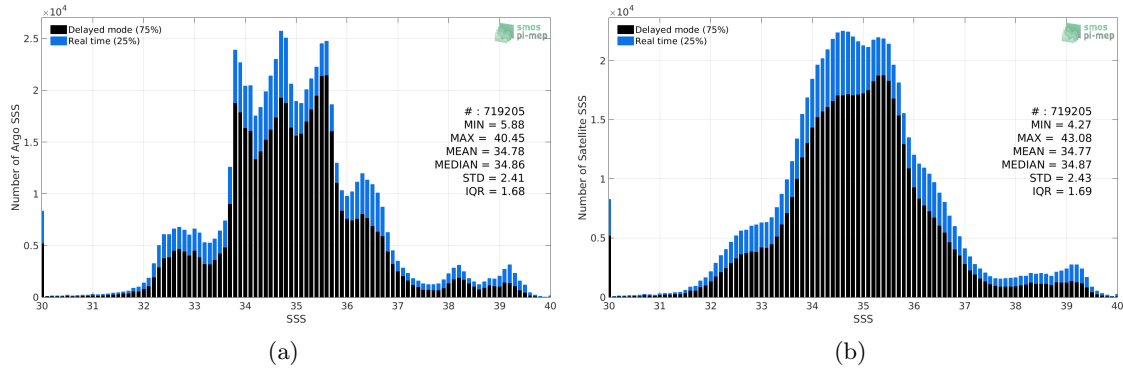 ×10⁴
Delayed mode (75%)
Real time (25%)
smos
pi-mep
2.5
2
1.5
1
0.5
0
Number of Argo SSS
# : 719205
MIN = 5.88
MAX = 40.45
MEAN = 34.78
MEDIAN = 34.86
STD = 2.41
IQR = 1.68
30 31 32 33 34 35 36 37 38 39 40
SSS
(a)
×10⁴
Delayed mode (75%)
Real time (25%)
smos
pi-mep
2
1.5
1
0.5
0
Number of Satellite SSS
# : 719205
MIN = 4.27
MAX = 43.08
MEAN = 34.77
MEDIAN = 34.87
STD = 2.43
IQR = 1.69
30 31 32 33 34 35 36 37 38 39 40
SSS
(b)